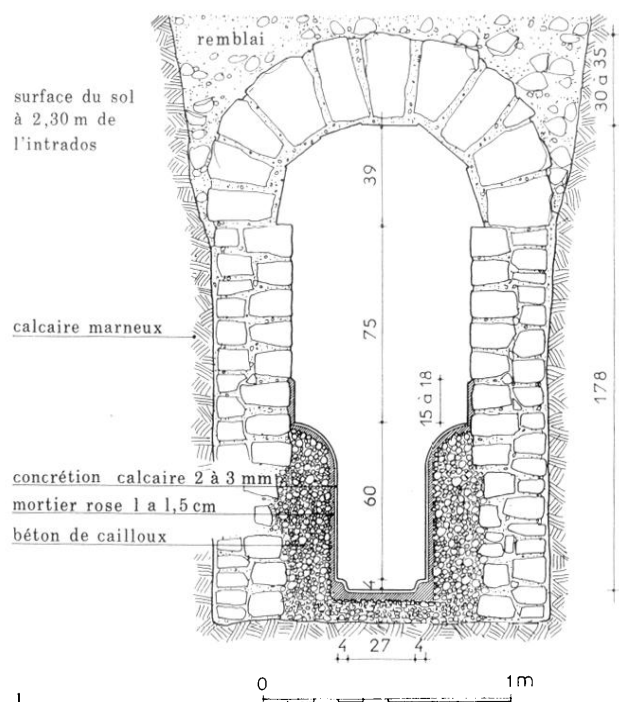 remblai
surface du sol
à 2,30 m de
l'intrados
30 à 35
39
calcaire marneux
75
15 à 18
178
concrétion calcaire 2 à 3 mm
mortier rose 1 a 1,5 cm
60
béton de cailloux
4
4 27 4
0 1m
1